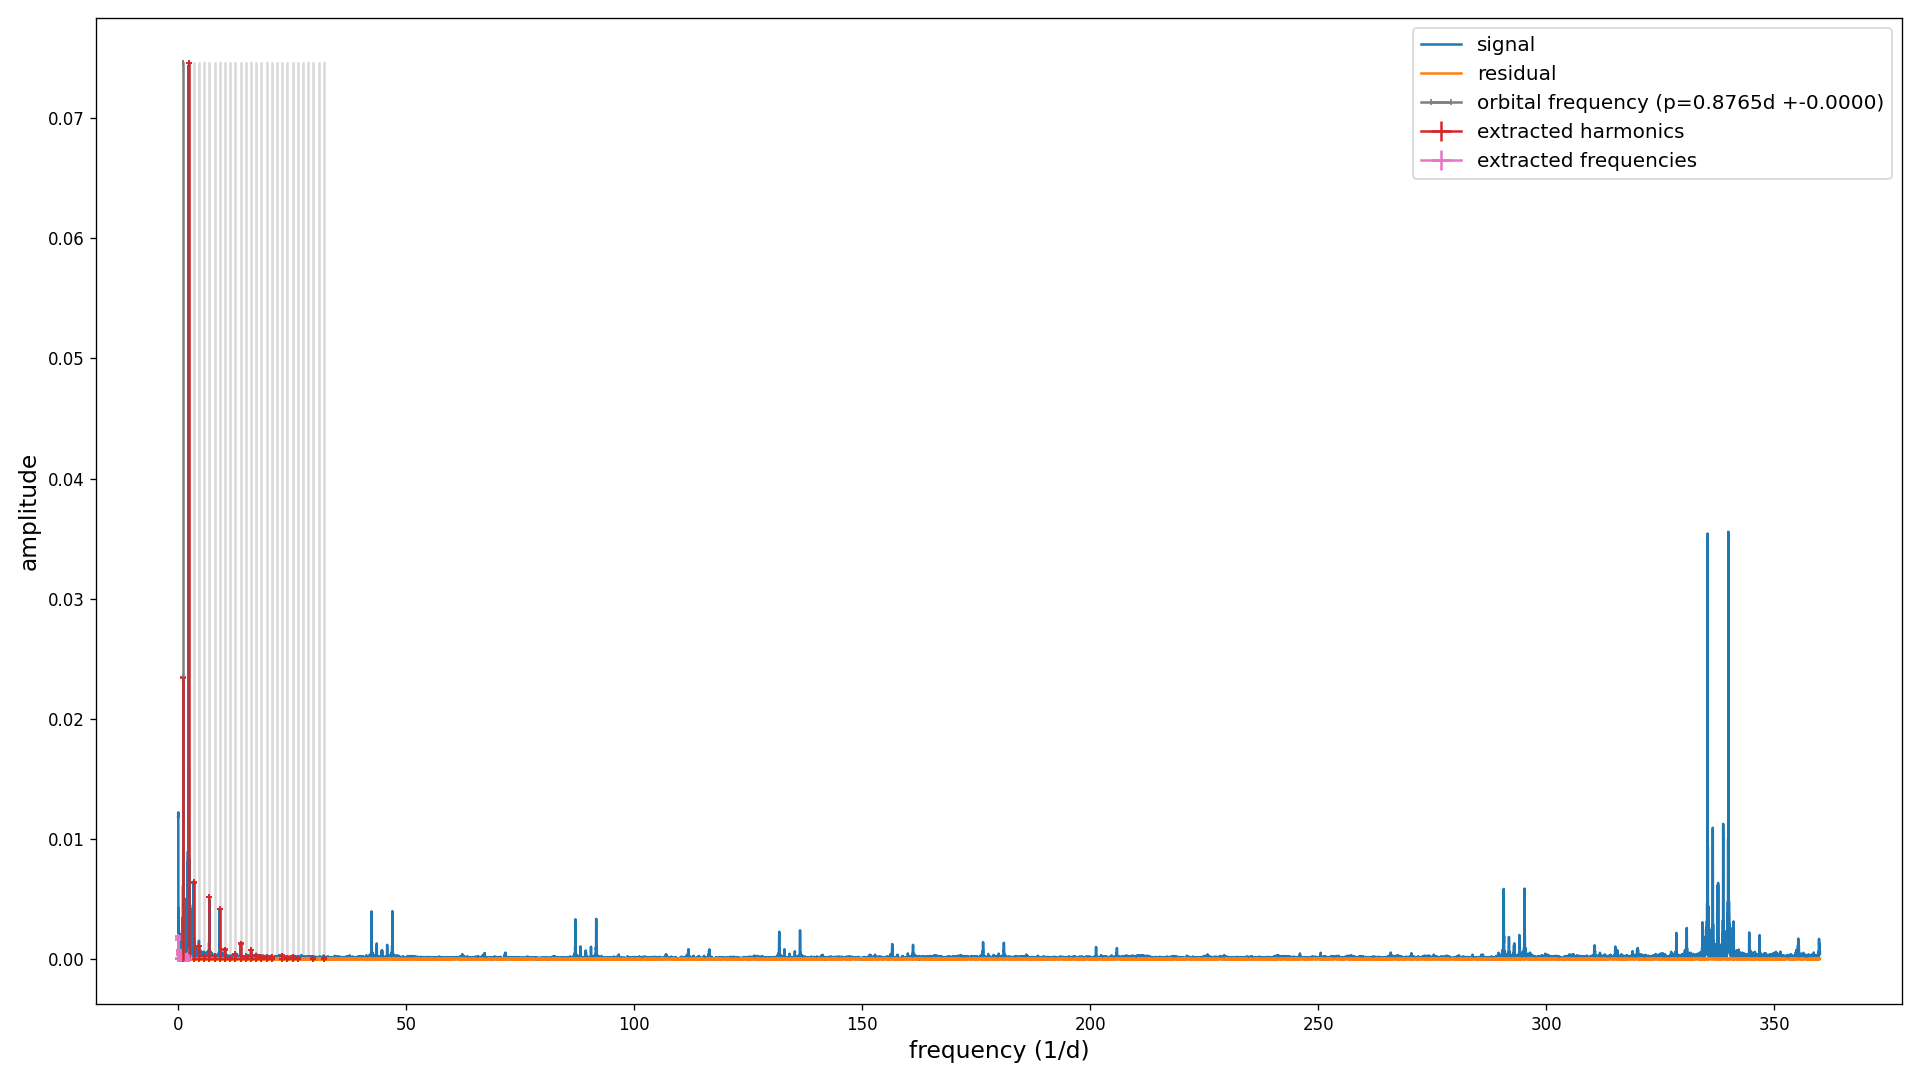 signal
residual
orbital frequency (p=0.8765d +-0.0000)
extracted harmonics
extracted frequencies
0.07
0.06
0.05
0.04
0.03
0.02
0.01
0.00
amplitude
0 50 100 150 200 250 300 350
frequency (1/d)